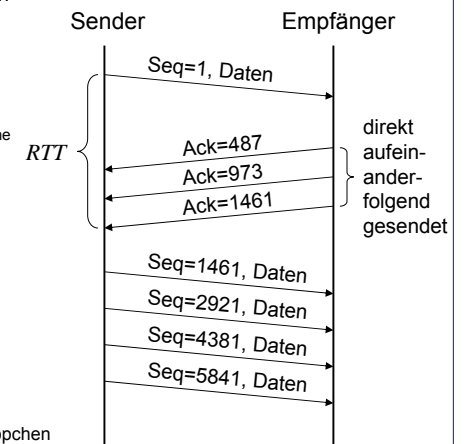 Sender
Empfänger
Seq=1, Daten
RTT
Ack=487
Ack=973
Ack=1461
direkt
aufein-
ander-
folgend
gesendet
Seq=1461, Daten
Seq=2921, Daten
Seq=4381, Daten
Seq=5841, Daten